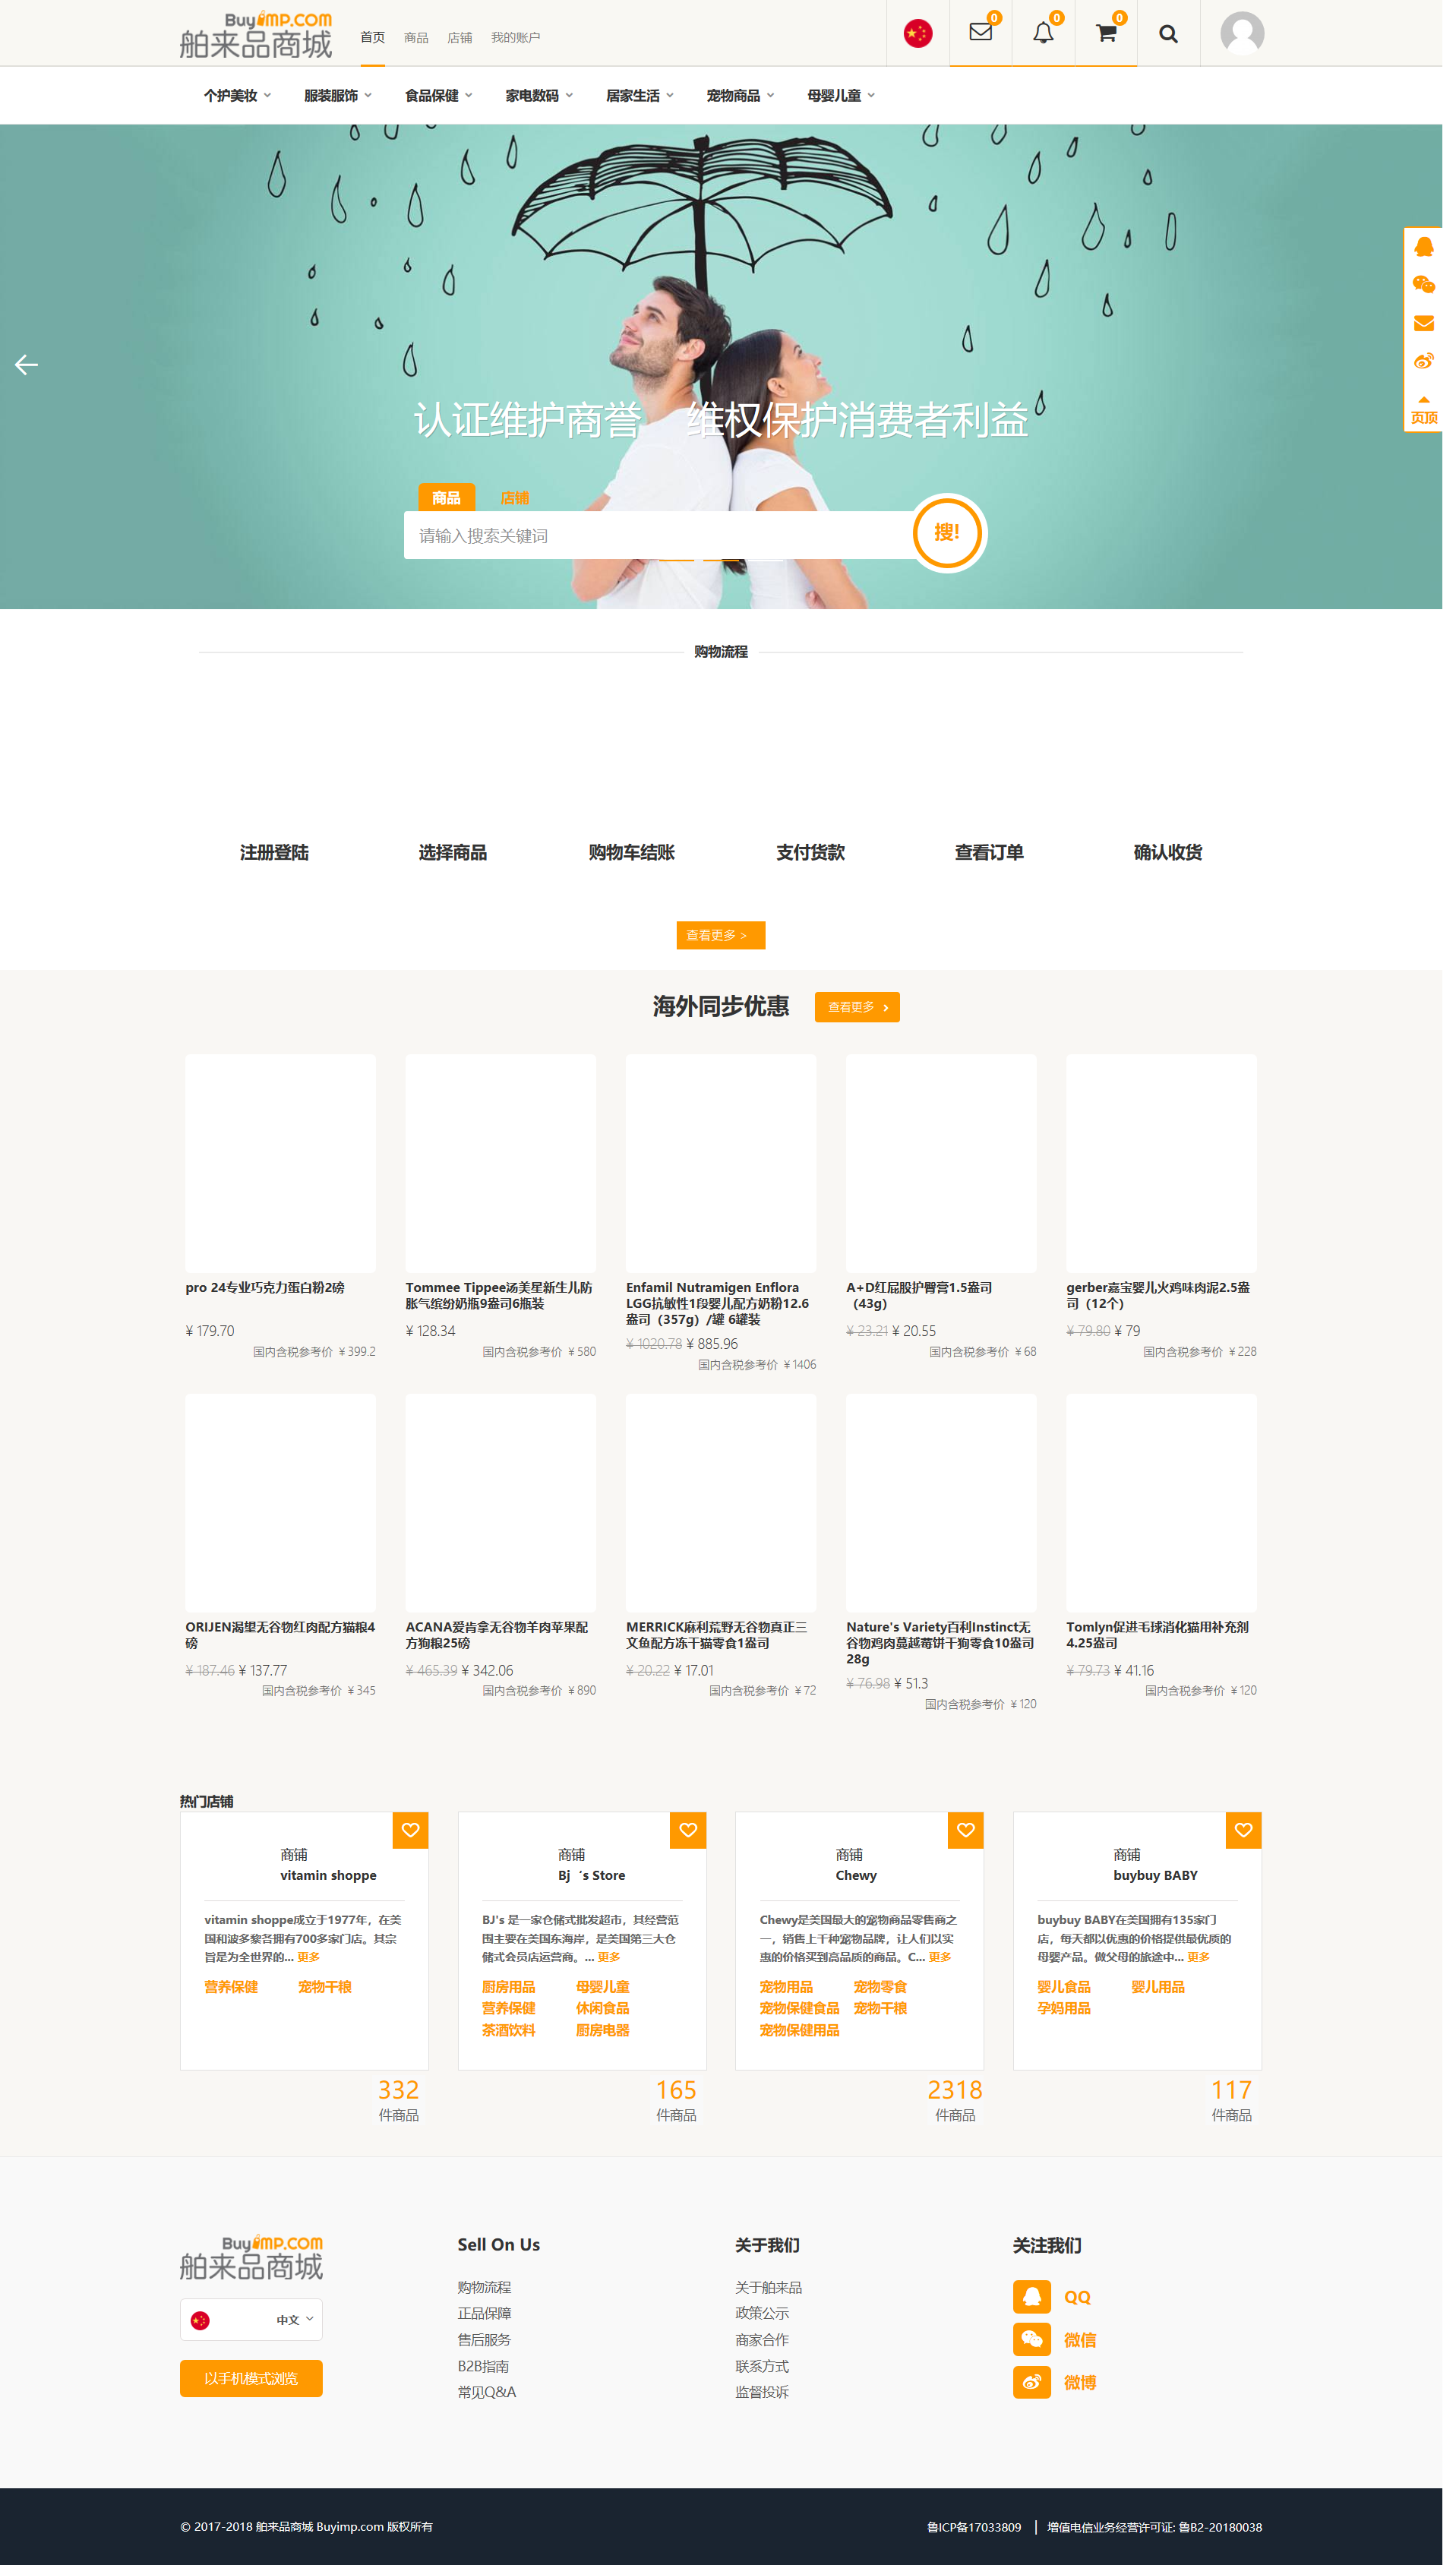 Buyimp.com
舶来品商城
首页 商品 店铺 我的账户
0 0 0
个护美妆 服装服饰 食品保健 家电数码 居家生活 宠物商品 母婴儿童
认证维护商誉 维权保护消费者利益
页顶
商品 店铺
请输入搜索关键词
搜!
购物流程
注册登陆 选择商品 购物车结账 支付货款 查看订单 确认收货
查看更多 >
海外同步优惠 查看更多
pro 24专业巧克力蛋白粉2磅
¥ 179.70
国内含税参考价 ￥399.2
Tommee Tippee汤美星新生儿防
胀气缤纷奶瓶9盎司6瓶装
¥ 128.34
国内含税参考价 ￥580
Enfamil Nutramigen Enflora
LGG抗敏性1段婴儿配方奶粉12.6
盎司（357g）/罐 6罐装
¥ 1020.78 ¥ 885.96
国内含税参考价 ￥1406
A+D红屁股护臀膏1.5盎司
（43g）
¥ 23.21 ¥ 20.55
国内含税参考价 ￥68
gerber嘉宝婴儿火鸡味肉泥2.5盎
司（12个）
¥ 79.80 ¥ 79
国内含税参考价 ￥228
ORIJEN渴望无谷物红肉配方猫粮4
磅
¥ 187.46 ¥ 137.77
国内含税参考价 ￥345
ACANA爱肯拿无谷物羊肉苹果配
方狗粮25磅
¥ 465.39 ¥ 342.06
国内含税参考价 ￥890
MERRICK麻利荒野无谷物真正三
文鱼配方冻干猫零食1盎司
¥ 20.22 ¥ 17.01
国内含税参考价 ￥72
Nature's Variety百利Instinct无
谷物鸡肉蔓越莓饼干狗零食10盎司
28g
¥ 76.98 ¥ 51.3
国内含税参考价 ￥120
Tomlyn促进毛球消化猫用补充剂
4.25盎司
¥ 79.73 ¥ 41.16
国内含税参考价 ￥120
热门店铺
商铺
vitamin shoppe
vitamin shoppe成立于1977年，在美
国和波多黎各拥有700多家门店。其宗
旨是为全世界的... 更多
营养保健 宠物干粮
332
件商品
商铺
Bj‘s Store
BJ's 是一家仓储式批发超市，其经营范
围主要在美国东海岸，是美国第三大仓
储式会员店运营商。... 更多
厨房用品 母婴儿童
营养保健 休闲食品
茶酒饮料 厨房电器
165
件商品
商铺
Chewy
Chewy是美国最大的宠物商品零售商之
一，销售上千种宠物品牌，让人们以实
惠的价格买到高品质的商品。C... 更多
宠物用品 宠物零食
宠物保健食品 宠物干粮
宠物保健用品
2318
件商品
商铺
buybuy BABY
buybuy BABY在美国拥有135家门
店，每天都以优惠的价格提供最优质的
母婴产品。做父母的旅途中... 更多
婴儿食品 婴儿用品
孕妈用品
117
件商品
Buyimp.com
舶来品商城
中文
以手机模式浏览
Sell On Us
购物流程
正品保障
售后服务
B2B指南
常见Q&A
关于我们
关于舶来品
政策公示
商家合作
联系方式
监督投诉
关注我们
QQ
微信
微博
© 2017-2018 舶来品商城 Buyimp.com 版权所有
鲁ICP备17033809 | 增值电信业务经营许可证: 鲁B2-20180038